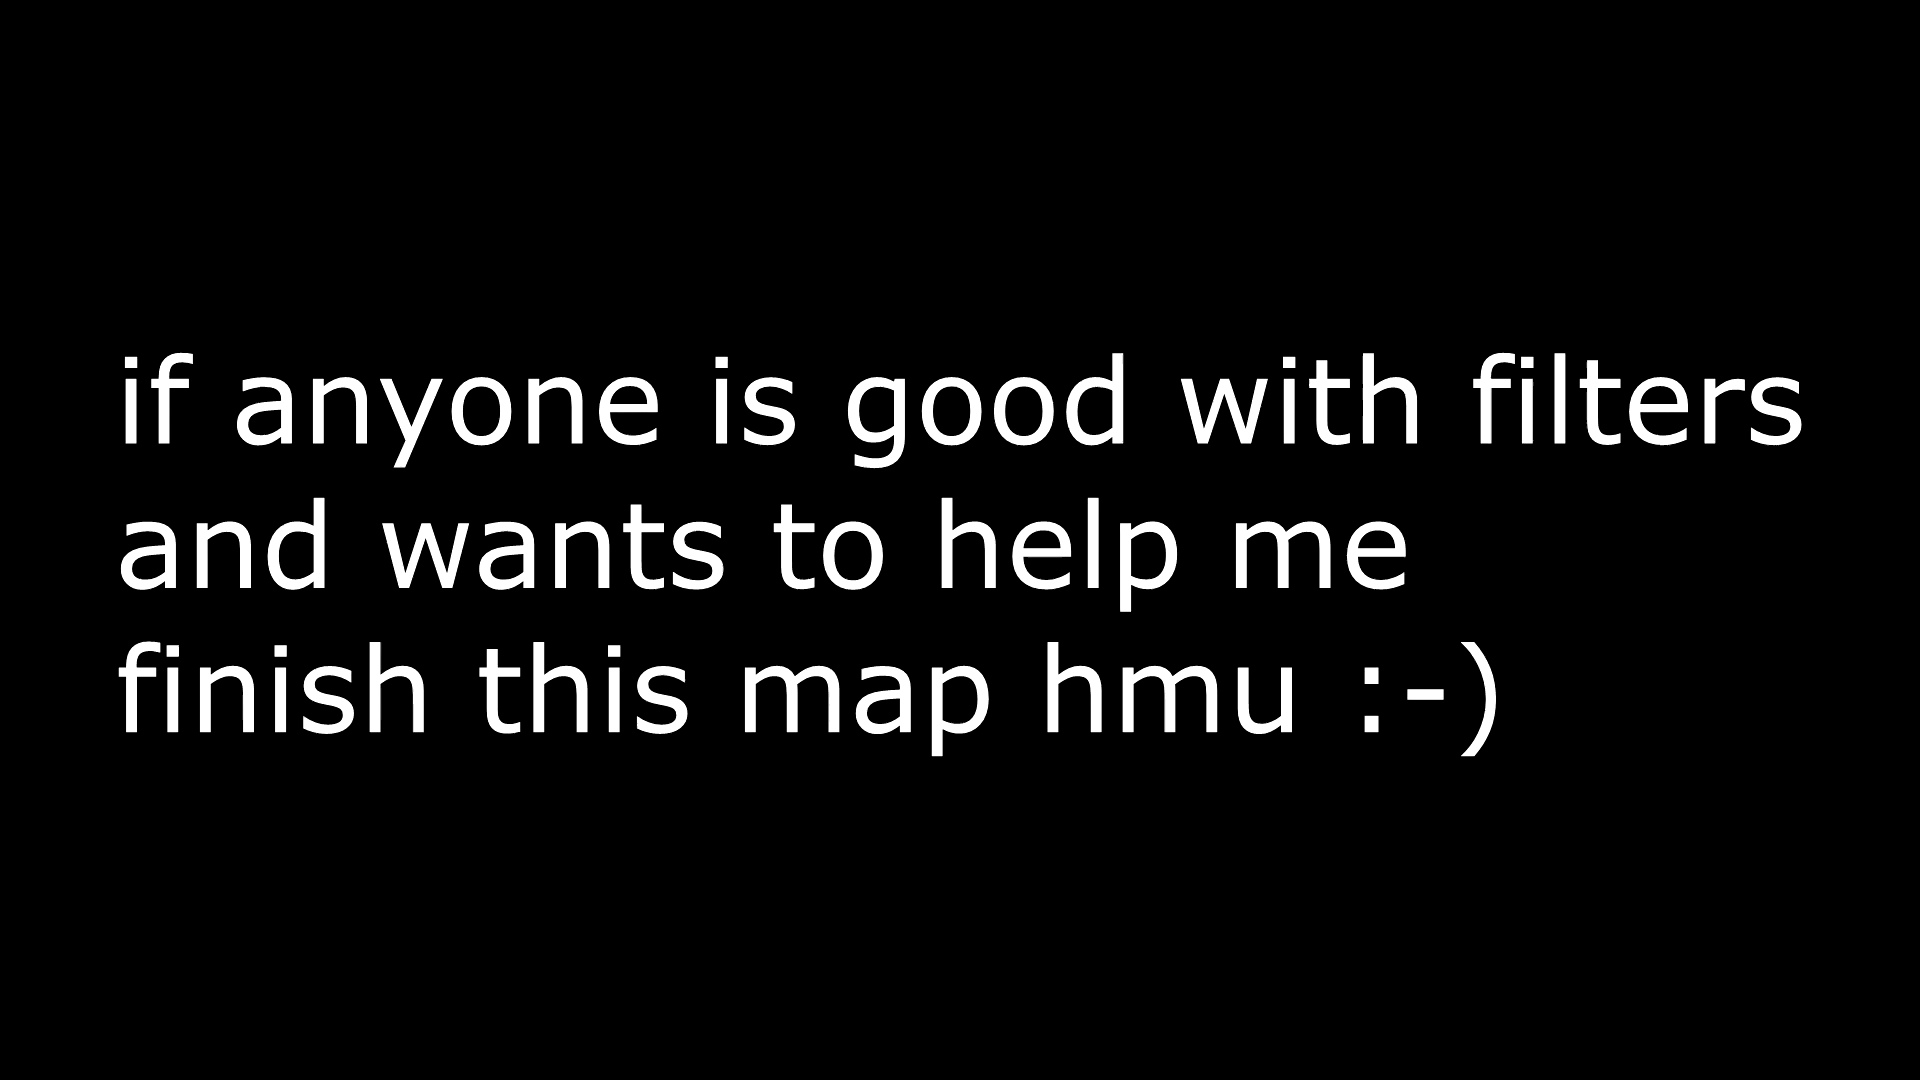 if anyone is good with filters
and wants to help me
finish this map hmu :-)